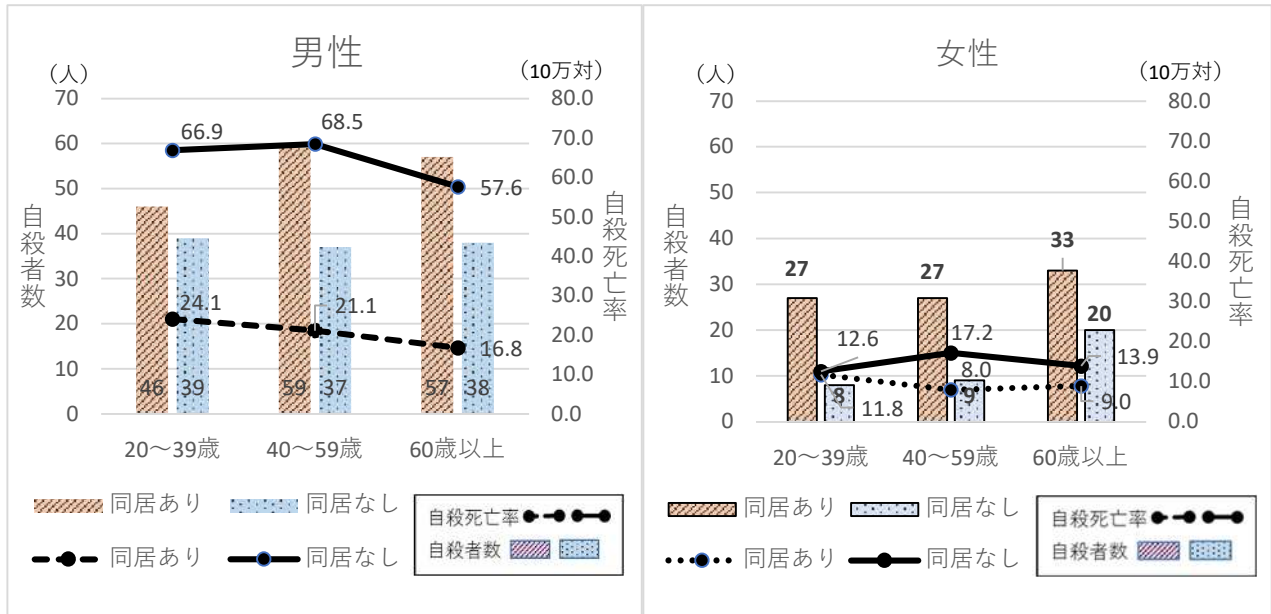 男性
（人）
（10万対）
70
60
50
40
30
20
10
0
自殺者数
80.0
70.0
60.0
50.0
40.0
30.0
20.0
10.0
0.0
自殺死亡率
66.9
68.5
57.6
24.1
21.1
16.8
46
39
59
37
57
38
20～39歳
40～59歳
60歳以上
同居あり
同居なし
同居あり
同居なし
自殺死亡率
自殺者数
女性
（人）
（10万対）
70
60
50
40
30
20
10
0
自殺者数
80.0
70.0
60.0
50.0
40.0
30.0
20.0
10.0
0.0
自殺死亡率
27
27
33
20
12.6
17.2
13.9
8.0
8
11.8
9
9.0
20～39歳
40～59歳
60歳以上
同居あり
同居なし
同居あり
同居なし
自殺死亡率
自殺者数